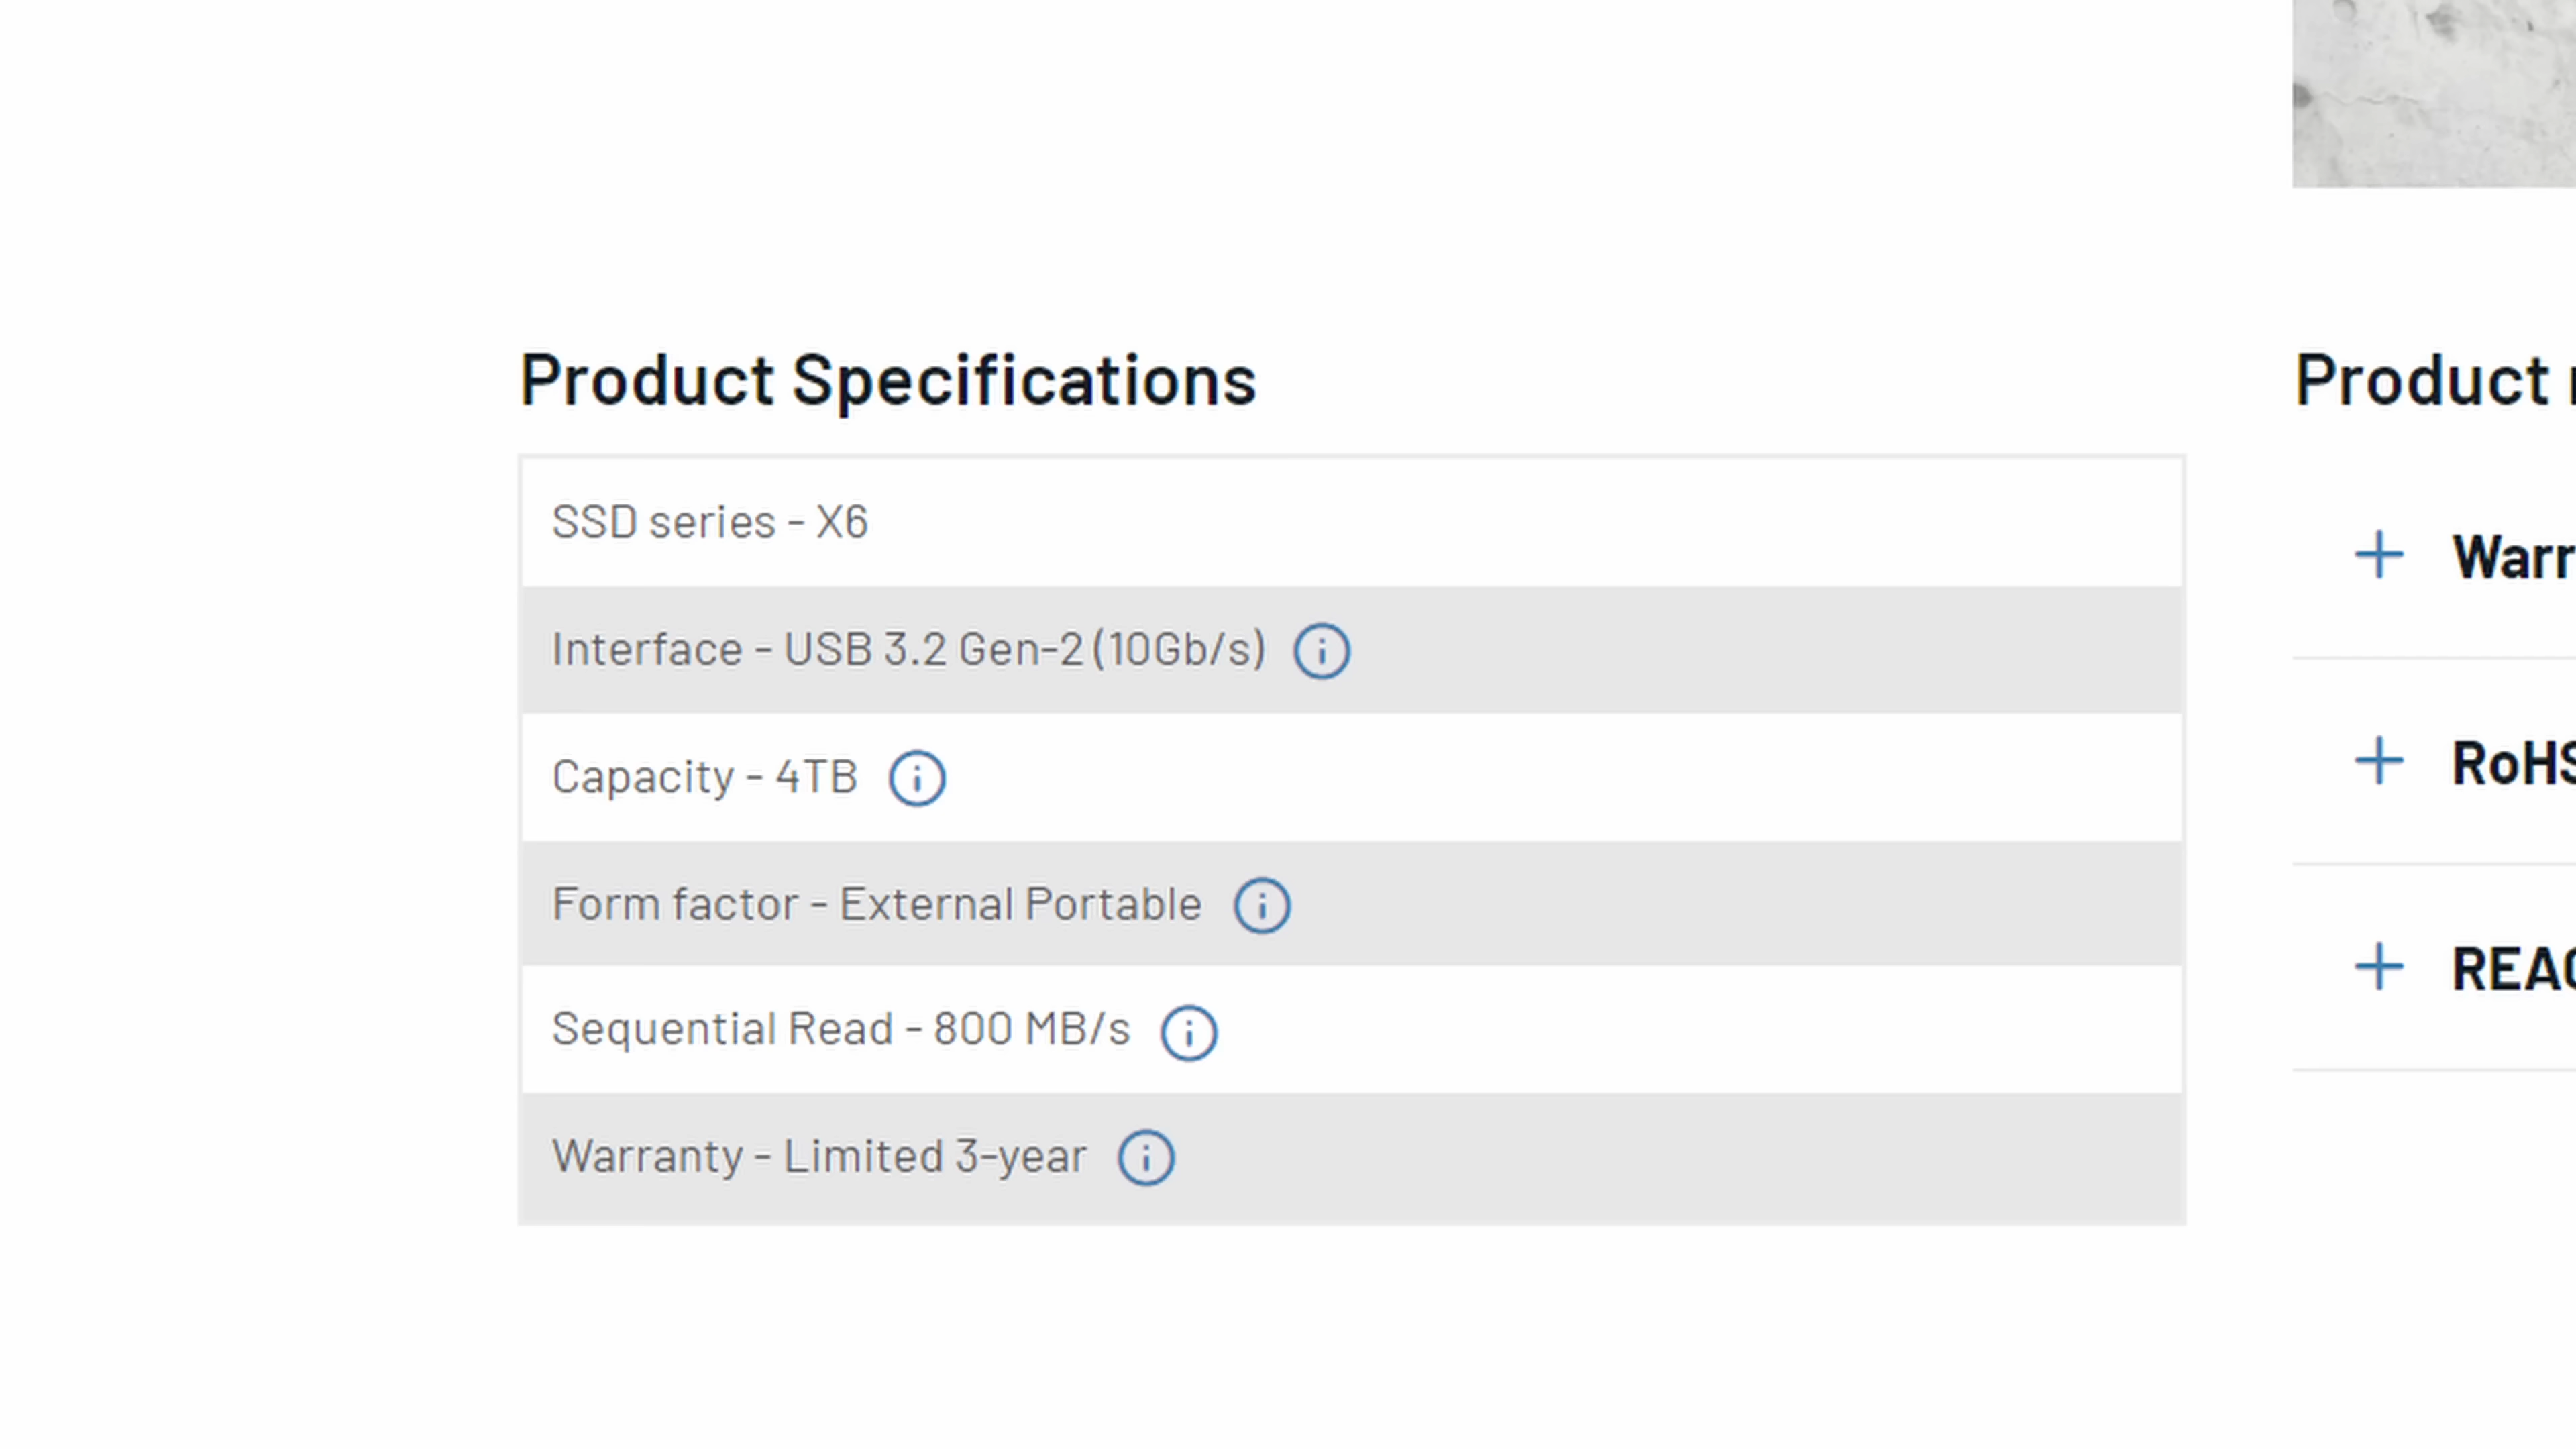 Product Specifications
SSD series - X6
Interface - USB 3.2 Gen-2 (10Gb/s)
Capacity - 4TB
Form factor - External Portable
Sequential Read - 800 MB/s
Warranty - Limited 3-year
Product